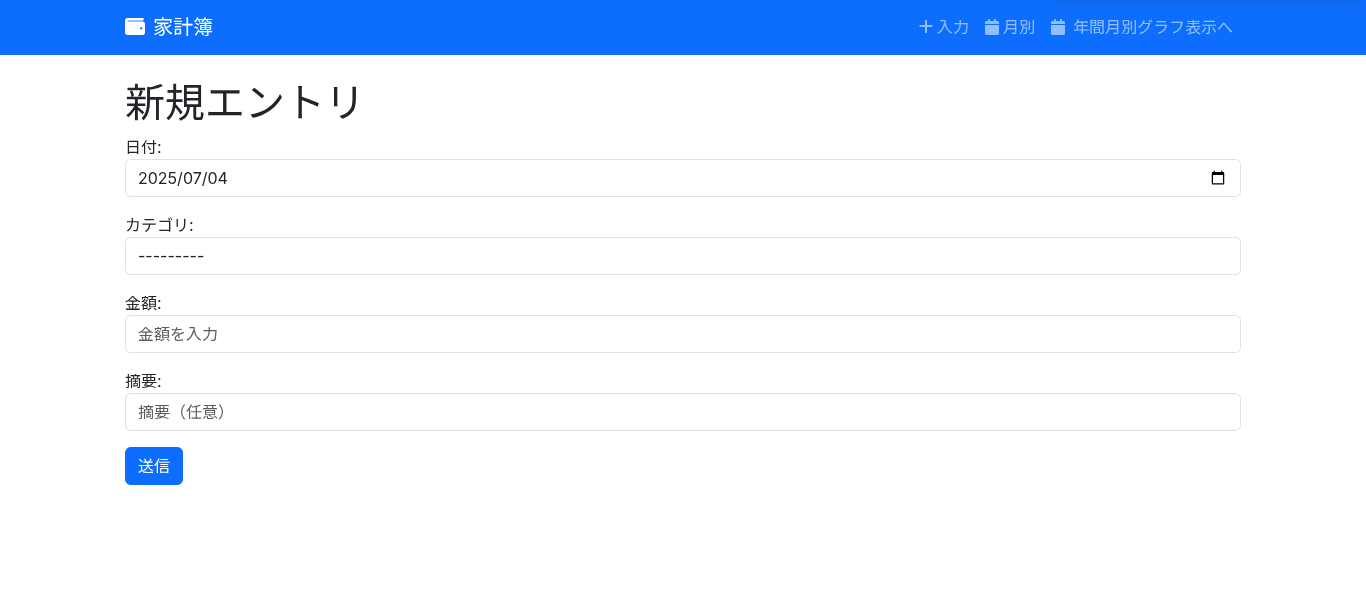 家計簿
入力 月別 年間月別グラフ表示へ
新規エントリ
日付:
2025/07/04
カテゴリ:
---------
金額:
金額を入力
摘要:
摘要（任意）
送信